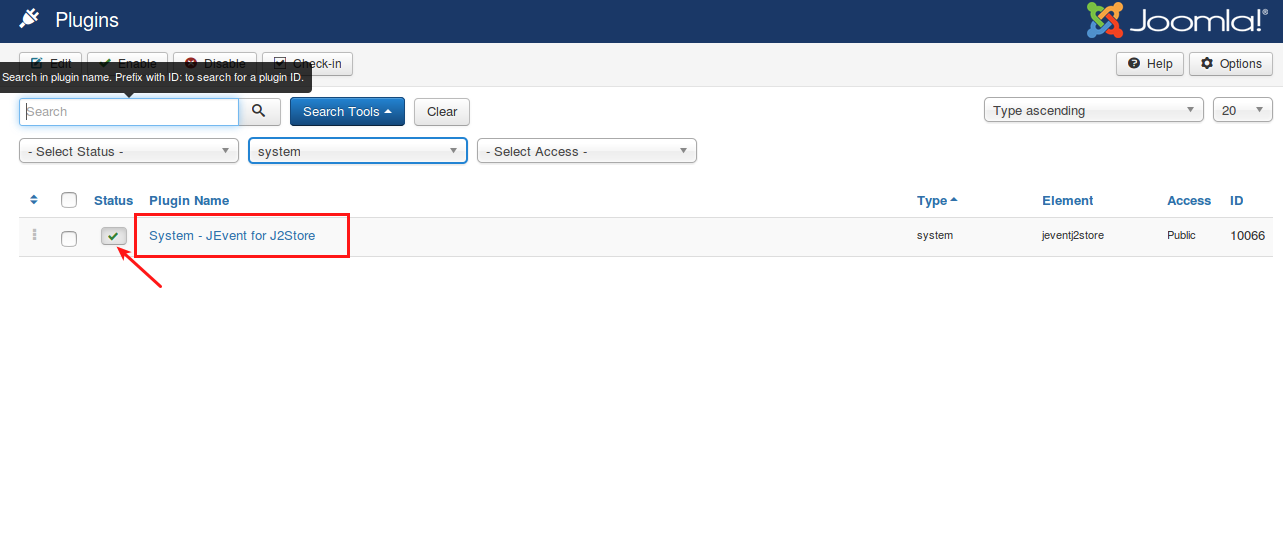 Plugins
Joomla!®
Edit Enable Disable Check-in Help Options
Search in plugin name. Prefix with ID: to search for a plugin ID.
Search Search Tools Clear Type ascending 20
- Select Status - system - Select Access -
Status Plugin Name Type Element Access ID
System - JEvent for J2Store system jeventj2store Public 10066